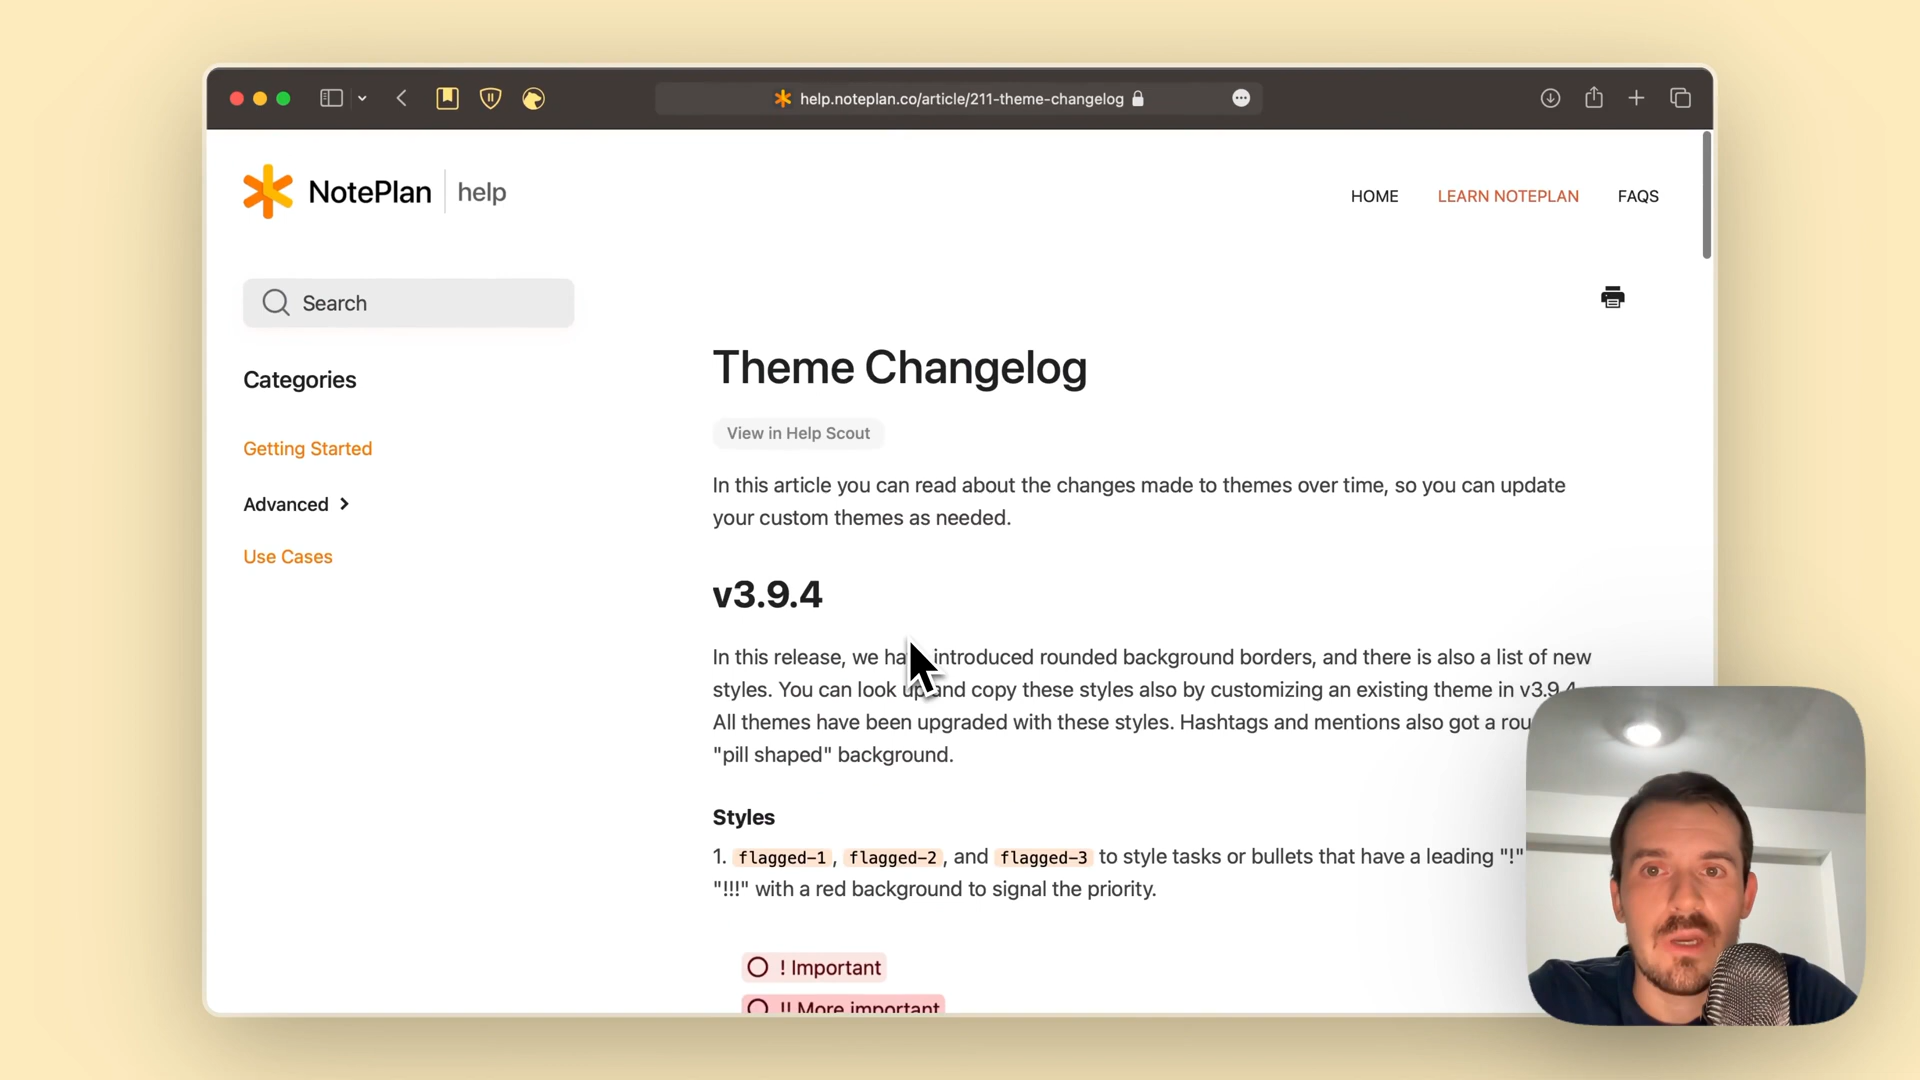 help.noteplan.co/article/211-theme-changelog
NotePlan help
HOME LEARN NOTEPLAN FAQS
Search
Categories
Getting Started
Advanced
Use Cases
Theme Changelog
View in Help Scout
In this article you can read about the changes made to themes over time, so you can update
your custom themes as needed.
v3.9.4
In this release, we introduced rounded background borders, and there is also a list of new
styles. You can look and copy these styles also by customizing an existing theme in v3.9.4
All themes have been upgraded with these styles. Hashtags and mentions also got a
"pill shaped" background.
Styles
1. flagged-1, flagged-2, and flagged-3 to style tasks or bullets that have a leading "!"
"!!!" with a red background to signal the priority.
! Important
!! More important